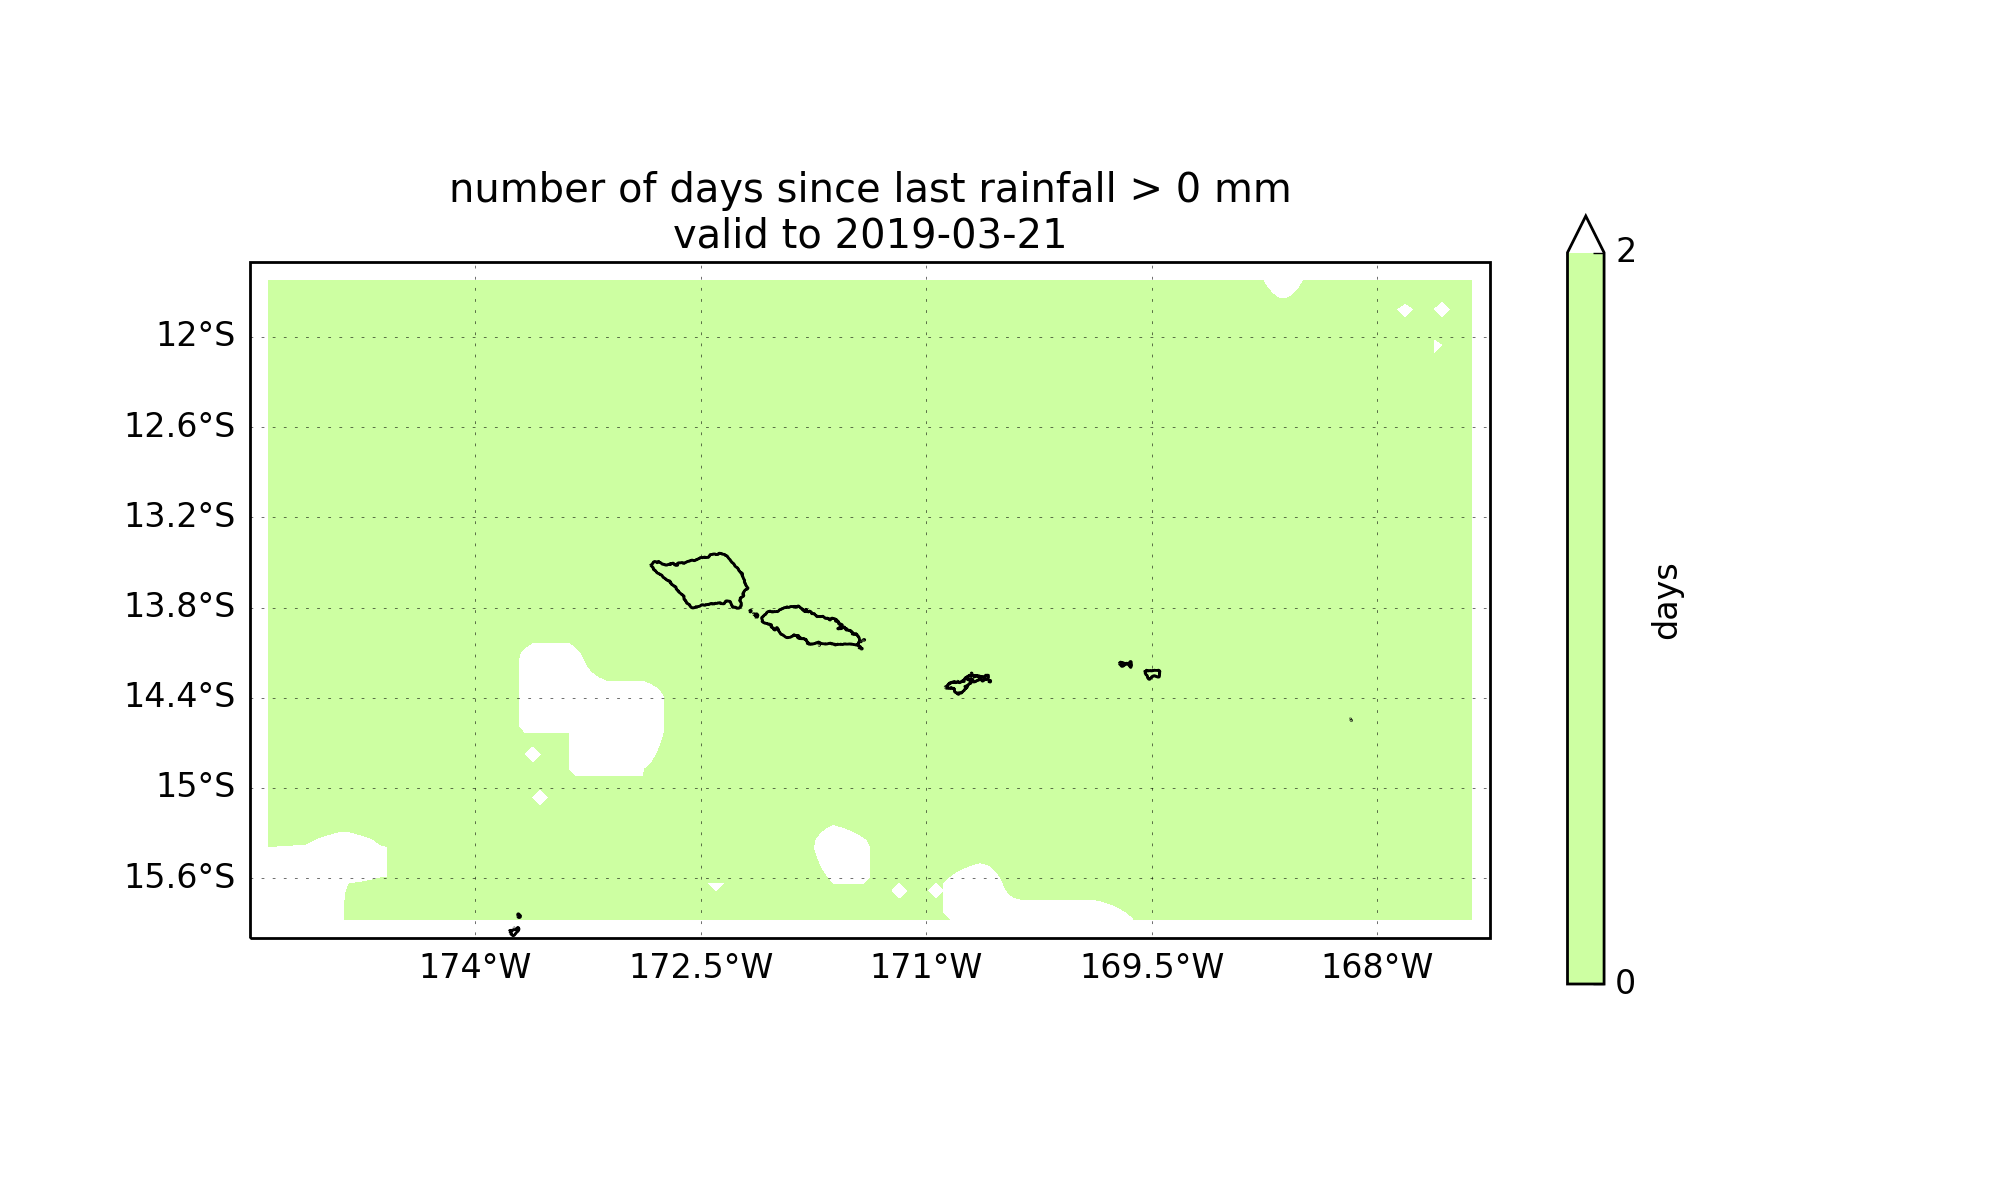 number of days since last rainfall > 0 mm
valid to 2019-03-21
12°S
12.6°S
13.2°S
13.8°S
14.4°S
15°S
15.6°S
174°W
172.5°W
171°W
169.5°W
168°W
2
days
0